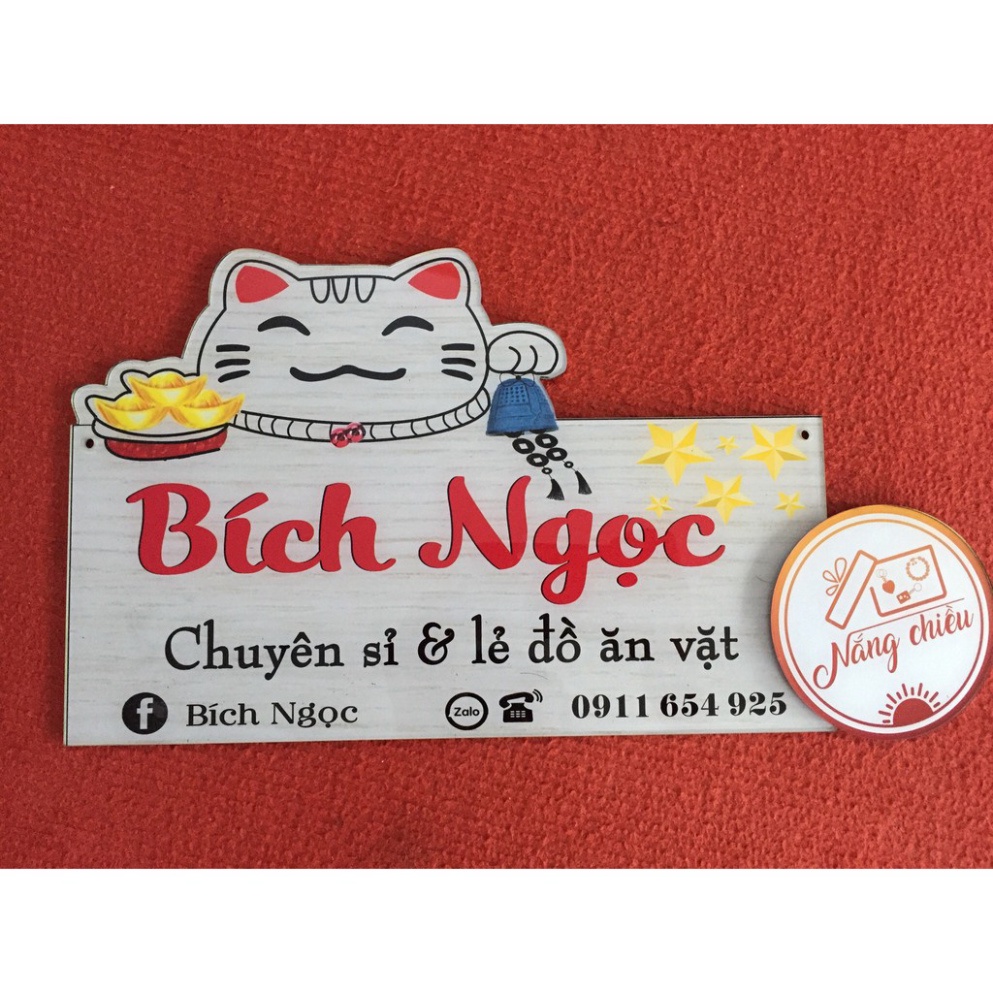 Bích Ngọc
Chuyên sỉ & lẻ đồ ăn vặt
f Bích Ngọc Zalo 0911 654 925
Nắng chiều